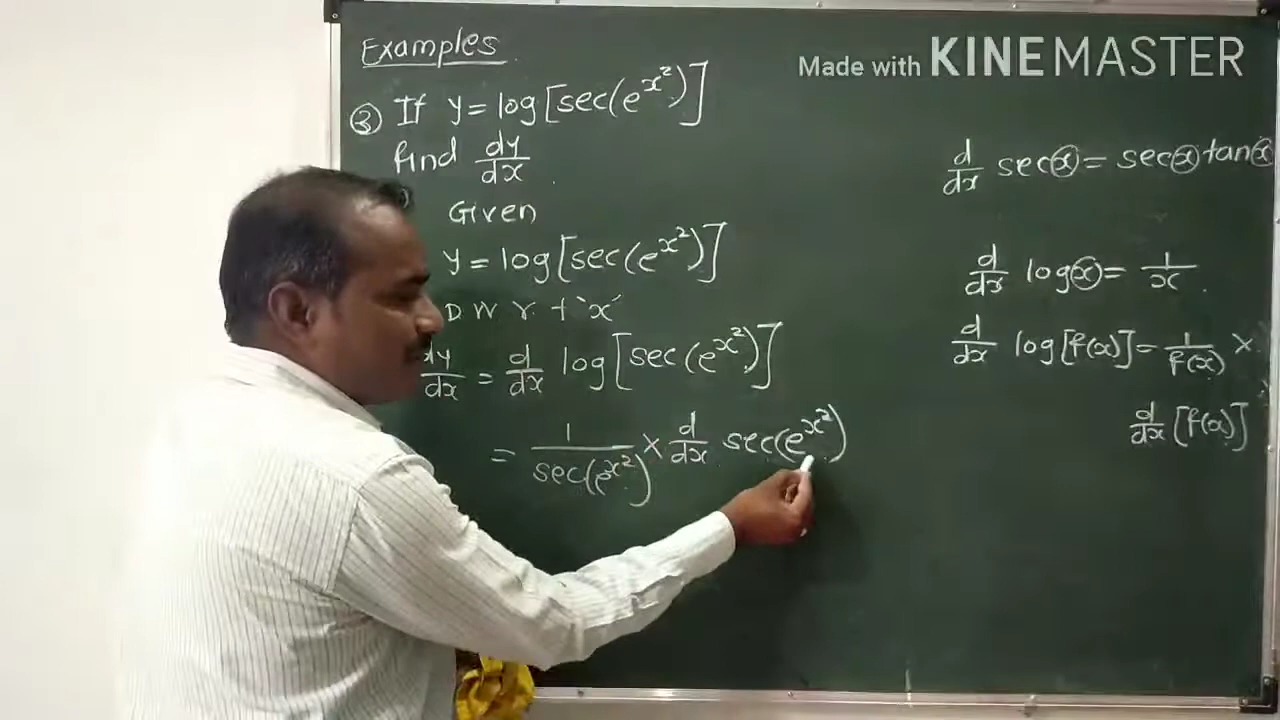 Examples
Made with KINEMASTER
③ If y = log[sec(e^x²)]
find dy/dx
Given
y = log[sec(e^x²)]
D w r t 'x'
dy/dx = d/dx log[sec(e^x²)]
= 1/sec(e^x²) × d/dx sec(e^x²)
d/dx sec(x) = sec(x) tan(x)
d/dx log(x) = 1/x
d/dx log[f(x)] = 1/f(x) ×
d/dx [f(x)]